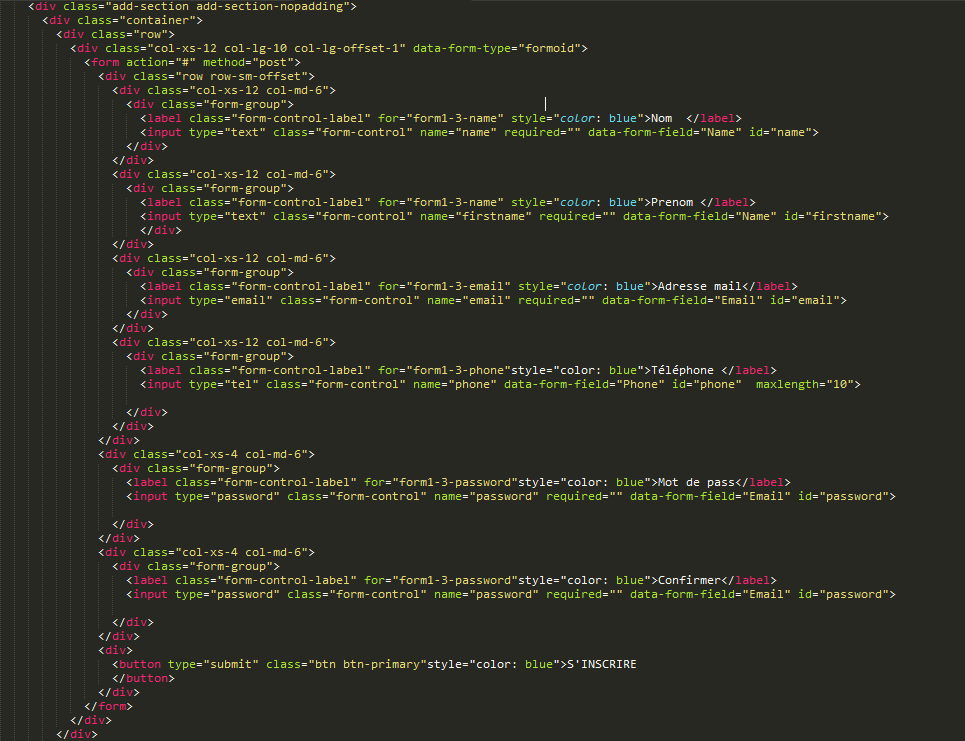 <div class="add-section add-section-nopadding">
<div class="container">
<div class="row">
<div class="col-xs-12 col-lg-10 col-lg-offset-1" data-form-type="formoid">
<form action="#" method="post">
<div class="row row-sm-offset">
<div class="col-xs-12 col-md-6">
<div class="form-group">
<label class="form-control-label" for="form1-3-name" style="color: blue">Nom  </label>
<input type="text" class="form-control" name="name" required="" data-form-field="Name" id="name">
</div>
</div>
<div class="col-xs-12 col-md-6">
<div class="form-group">
<label class="form-control-label" for="form1-3-name" style="color: blue">Prenom </label>
<input type="text" class="form-control" name="firstname" required="" data-form-field="Name" id="firstname">
</div>
</div>
<div class="col-xs-12 col-md-6">
<div class="form-group">
<label class="form-control-label" for="form1-3-email" style="color: blue">Adresse mail</label>
<input type="email" class="form-control" name="email" required="" data-form-field="Email" id="email">
</div>
</div>
<div class="col-xs-12 col-md-6">
<div class="form-group">
<label class="form-control-label" for="form1-3-phone"style="color: blue">Téléphone </label>
<input type="tel" class="form-control" name="phone" data-form-field="Phone" id="phone"  maxlength="10">
</div>
</div>
</div>
<div class="col-xs-4 col-md-6">
<div class="form-group">
<label class="form-control-label" for="form1-3-password"style="color: blue">Mot de pass</label>
<input type="password" class="form-control" name="password" required="" data-form-field="Email" id="password">
</div>
</div>
<div class="col-xs-4 col-md-6">
<div class="form-group">
<label class="form-control-label" for="form1-3-password"style="color: blue">Confirmer</label>
<input type="password" class="form-control" name="password" required="" data-form-field="Email" id="password">
</div>
</div>
<div>
<button type="submit" class="btn btn-primary"style="color: blue">S'INSCRIRE
</button>
</div>
</form>
</div>
</div>